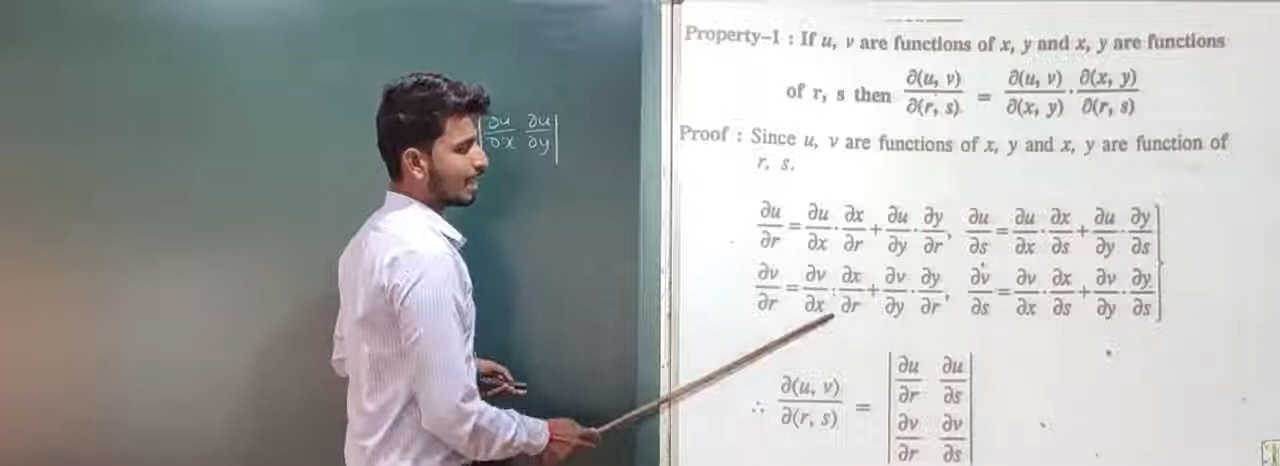 |∂u/∂x ∂u/∂y|
Property-1 : If u, v are functions of x, y and x, y are functions
of r, s then ∂(u, v)/∂(r, s) = ∂(u, v)/∂(x, y) · ∂(x, y)/∂(r, s)
Proof : Since u, v are functions of x, y and x, y are function of
r, s.
∂u/∂r = ∂u/∂x · ∂x/∂r + ∂u/∂y · ∂y/∂r, ∂u/∂s = ∂u/∂x · ∂x/∂s + ∂u/∂y · ∂y/∂s
∂v/∂r = ∂v/∂x · ∂x/∂r + ∂v/∂y · ∂y/∂r, ∂v/∂s = ∂v/∂x · ∂x/∂s + ∂v/∂y · ∂y/∂s
∴ ∂(u, v)/∂(r, s) = |∂u/∂r ∂u/∂s|
|∂v/∂r ∂v/∂s|